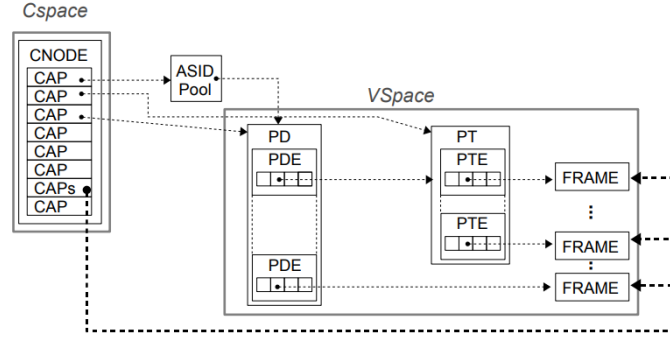 Cspace
CNODE
CAP
CAP
CAP
CAP
CAP
CAP
CAPs
CAP
ASID
Pool
VSpace
PD
PDE
PDE
PT
PTE
PTE
FRAME
FRAME
FRAME